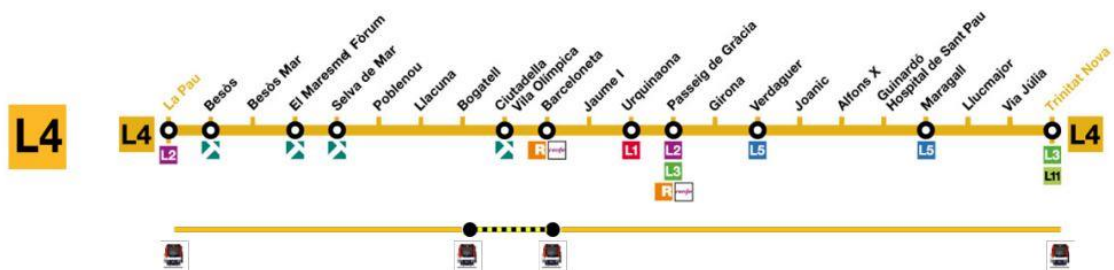 L4
L4
La Pau
Besòs
Besòs Mar
El Maresme/ Fòrum
Selva de Mar
Poblenou
Llacuna
Bogatell
Ciutadella
Vila Olímpica
Barceloneta
Jaume I
Urquinaona
Passeig de Gràcia
Girona
Verdaguer
Joanic
Alfons X
Guinardó
Hospital de Sant Pau
Maragall
Llucmajor
Via Júlia
Trinitat Nova
L4
L2
R renfe
L1
L2
L3
R renfe
L5
L5
L3
L11